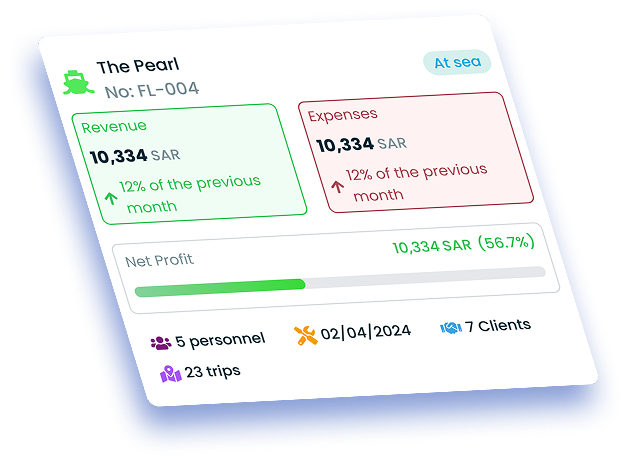 The Pearl
No: FL-004
At sea
Revenue
10,334 SAR
12% of the previous
month
Expenses
10,334 SAR
12% of the previous
month
Net Profit
10,334 SAR (56.7%)
5 personnel
02/04/2024
7 Clients
23 trips